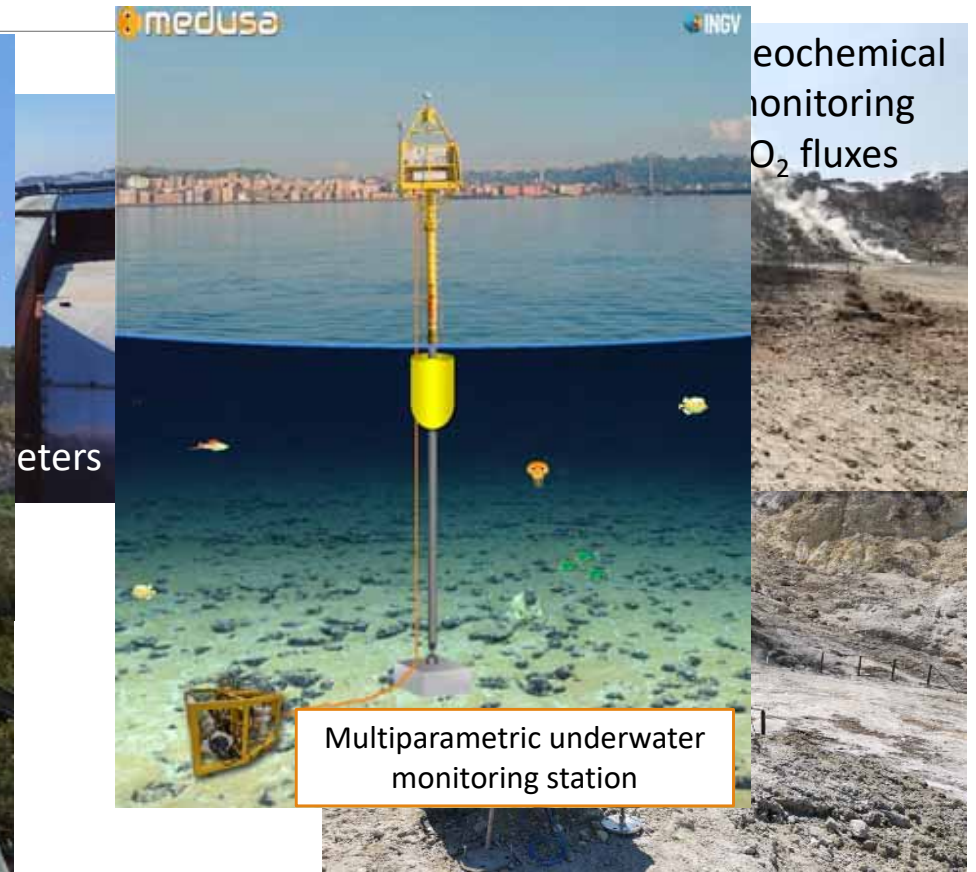 medusa
INGV
eochemical
onitoring
O₂ fluxes
eters
Multiparametric underwater
monitoring station